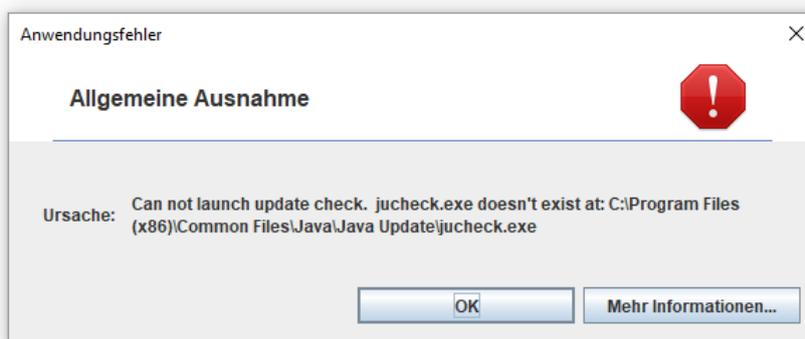 Anwendungsfehler
Allgemeine Ausnahme
Ursache:
Can not launch update check.  jucheck.exe doesn't exist at: C:\Program Files
(x86)\Common Files\Java\Java Update\jucheck.exe
OK
Mehr Informationen...